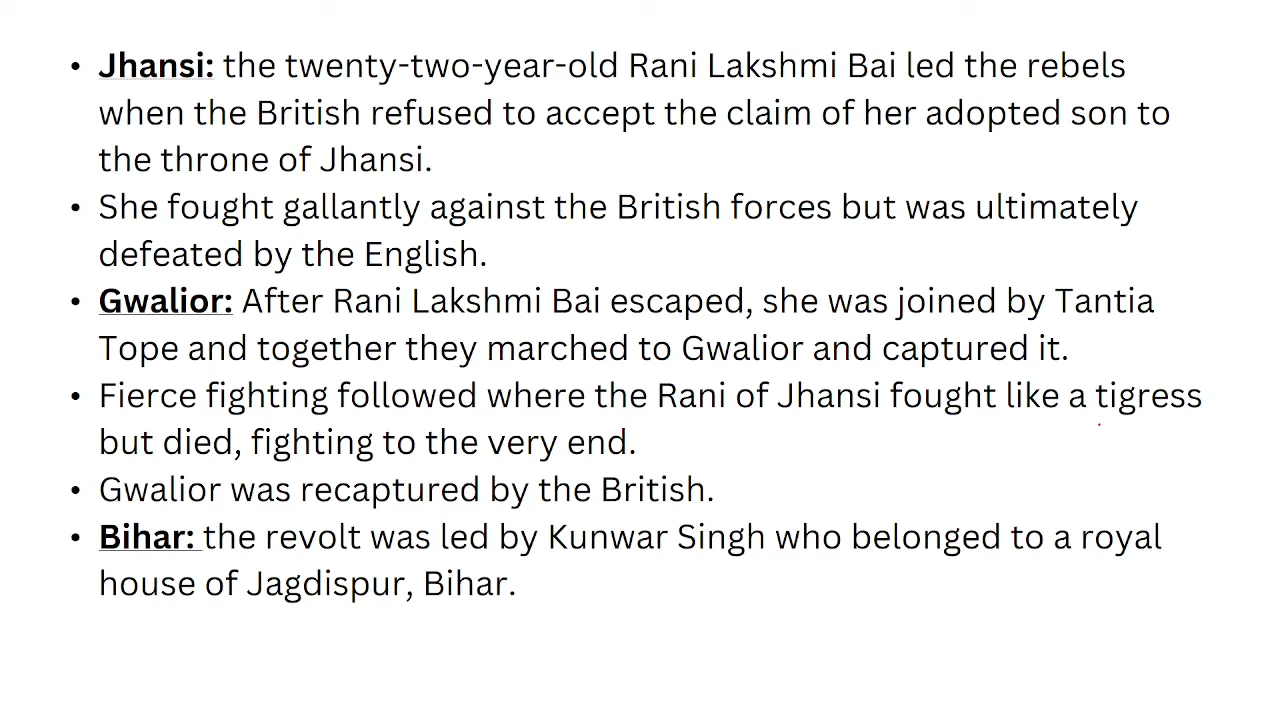 • Jhansi: the twenty-two-year-old Rani Lakshmi Bai led the rebels
when the British refused to accept the claim of her adopted son to
the throne of Jhansi.
• She fought gallantly against the British forces but was ultimately
defeated by the English.
• Gwalior: After Rani Lakshmi Bai escaped, she was joined by Tantia
Tope and together they marched to Gwalior and captured it.
• Fierce fighting followed where the Rani of Jhansi fought like a tigress
but died, fighting to the very end.
• Gwalior was recaptured by the British.
• Bihar: the revolt was led by Kunwar Singh who belonged to a royal
house of Jagdispur, Bihar.